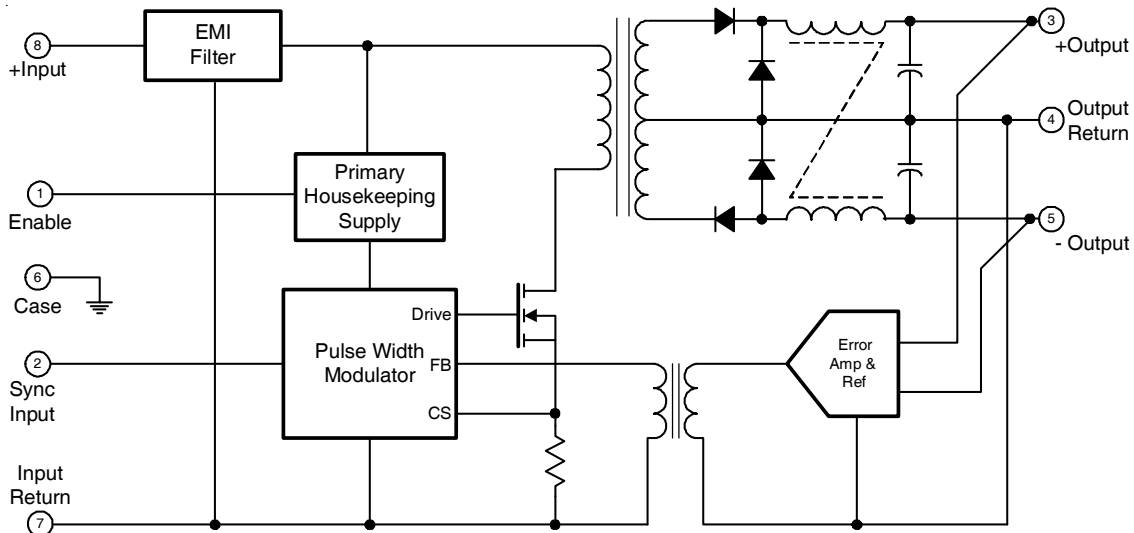 8
+Input
EMI
Filter
3
+Output
4
Output
Return
1
Enable
Primary
Housekeeping
Supply
5
- Output
6
Case
Drive
Pulse Width
Modulator
FB
CS
Error
Amp &
Ref
2
Sync
Input
Input
Return
7